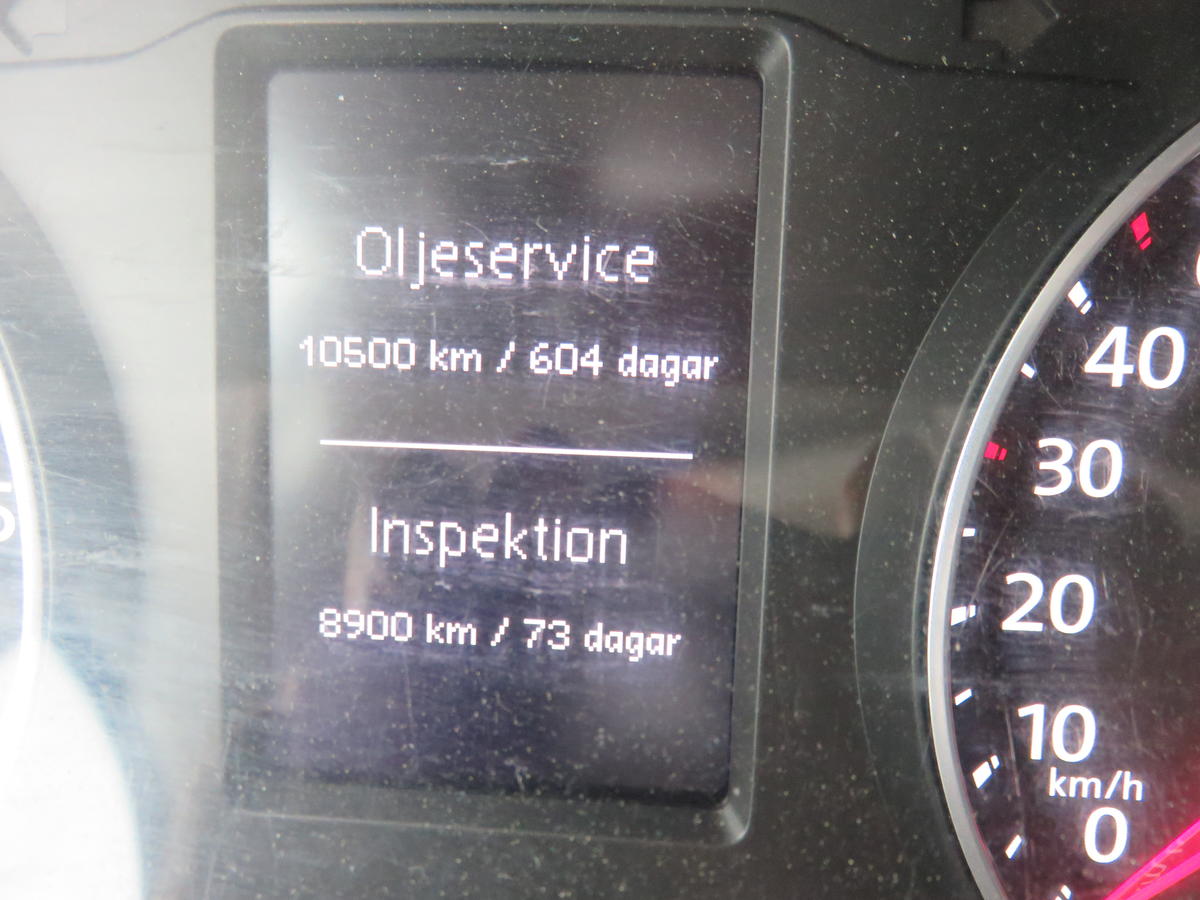 Oljeservice
10500 km / 604 dagar
Inspektion
8900 km / 73 dagar
40
30
20
10
km/h
0